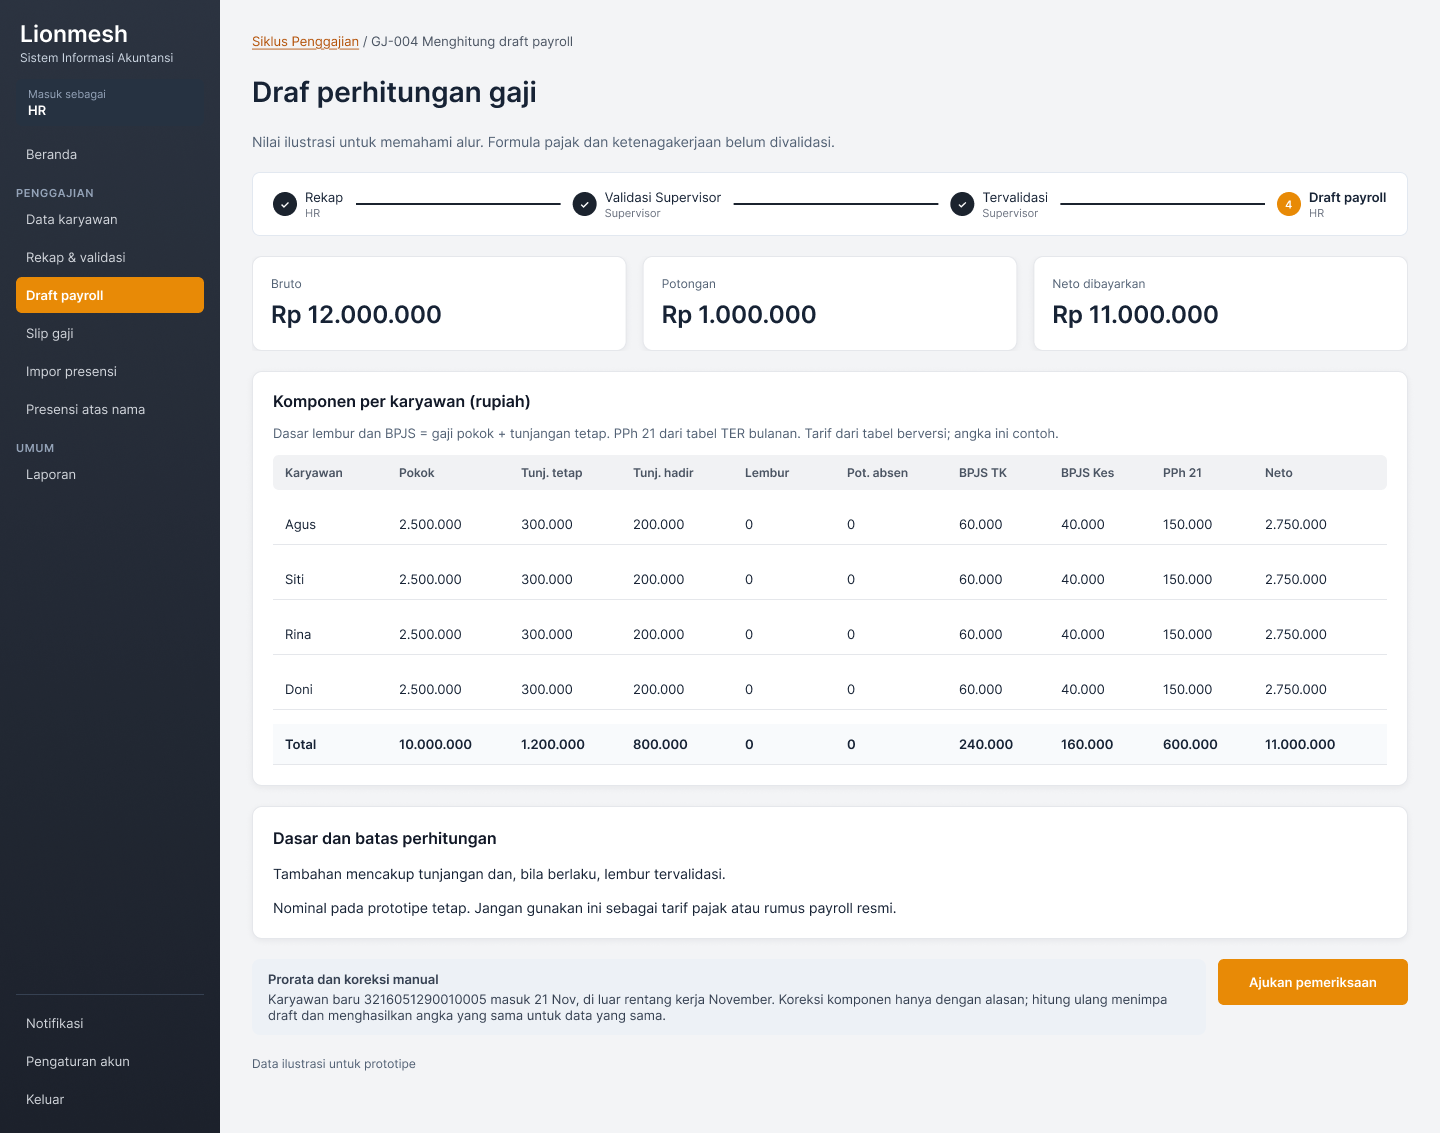 Lionmesh
Sistem Informasi Akuntansi
Masuk sebagai
HR
Beranda
PENGGAJIAN
Data karyawan
Rekap & validasi
Draft payroll
Slip gaji
Impor presensi
Presensi atas nama
UMUM
Laporan
Notifikasi
Pengaturan akun
Keluar
Siklus Penggajian / GJ-004 Menghitung draft payroll
Draf perhitungan gaji
Nilai ilustrasi untuk memahami alur. Formula pajak dan ketenagakerjaan belum divalidasi.
Rekap
HR
Validasi Supervisor
Supervisor
Tervalidasi
Supervisor
4
Draft payroll
HR
Bruto
Rp 12.000.000
Potongan
Rp 1.000.000
Neto dibayarkan
Rp 11.000.000
Komponen per karyawan (rupiah)
Dasar lembur dan BPJS = gaji pokok + tunjangan tetap. PPh 21 dari tabel TER bulanan. Tarif dari tabel berversi; angka ini contoh.
Karyawan Pokok Tunj. tetap Tunj. hadir Lembur Pot. absen BPJS TK BPJS Kes PPh 21 Neto
Agus 2.500.000 300.000 200.000 0 0 60.000 40.000 150.000 2.750.000
Siti 2.500.000 300.000 200.000 0 0 60.000 40.000 150.000 2.750.000
Rina 2.500.000 300.000 200.000 0 0 60.000 40.000 150.000 2.750.000
Doni 2.500.000 300.000 200.000 0 0 60.000 40.000 150.000 2.750.000
Total 10.000.000 1.200.000 800.000 0 0 240.000 160.000 600.000 11.000.000
Dasar dan batas perhitungan
Tambahan mencakup tunjangan dan, bila berlaku, lembur tervalidasi.
Nominal pada prototipe tetap. Jangan gunakan ini sebagai tarif pajak atau rumus payroll resmi.
Prorata dan koreksi manual
Karyawan baru 3216051290010005 masuk 21 Nov, di luar rentang kerja November. Koreksi komponen hanya dengan alasan; hitung ulang menimpa
draft dan menghasilkan angka yang sama untuk data yang sama.
Ajukan pemeriksaan
Data ilustrasi untuk prototipe